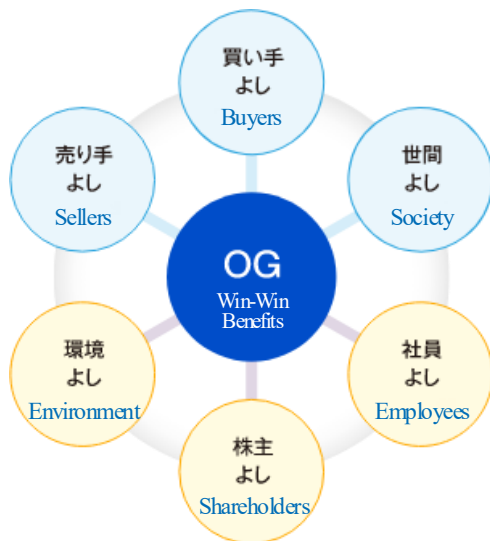 買い手
よし
Buyers
売り手
よし
Sellers
世間
よし
Society
OG
Win-Win
Benefits
環境
よし
Environment
社員
よし
Employees
株主
よし
Shareholders